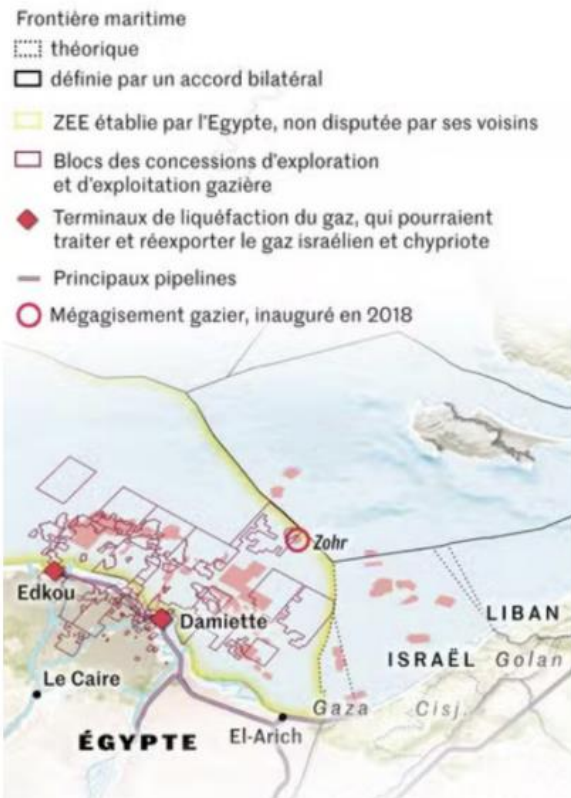 Frontière maritime
théorique
définie par un accord bilatéral
ZEE établie par l'Egypte, non disputée par ses voisins
Blocs des concessions d'exploration
et d'exploitation gazière
Terminaux de liquéfaction du gaz, qui pourraient
traiter et réexporter le gaz israélien et chypriote
Principaux pipelines
Mégagisement gazier, inauguré en 2018
Zohr
Edkou
Damiette
LIBAN
ISRAËL
Golan
Le Caire
Gaza
Cisj.
ÉGYPTE
El-Arich